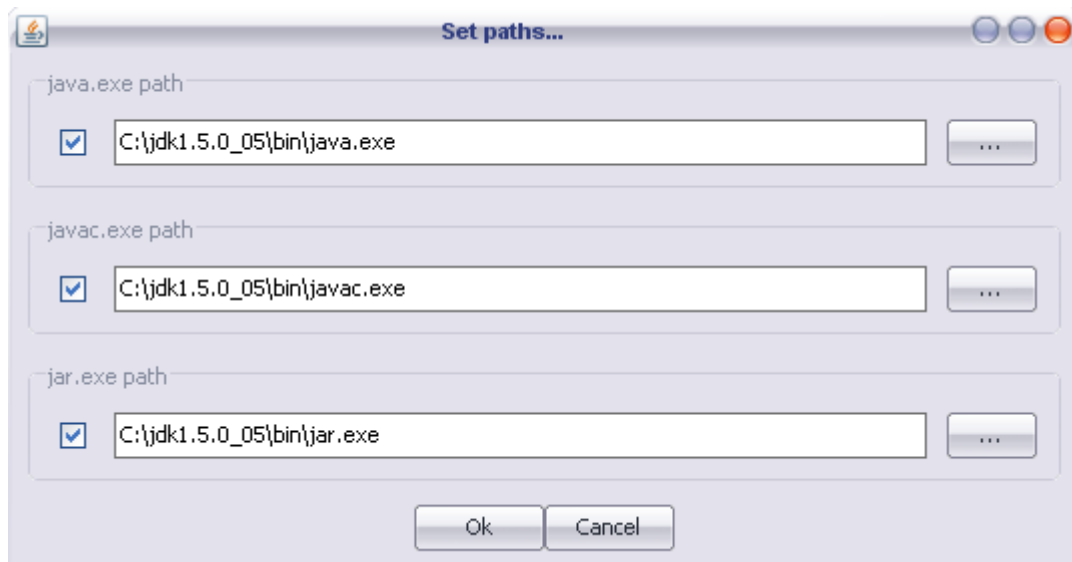 Set paths...
java.exe path
C:\jdk1.5.0_05\bin\java.exe
...
javac.exe path
C:\jdk1.5.0_05\bin\javac.exe
...
jar.exe path
C:\jdk1.5.0_05\bin\jar.exe
...
Ok Cancel